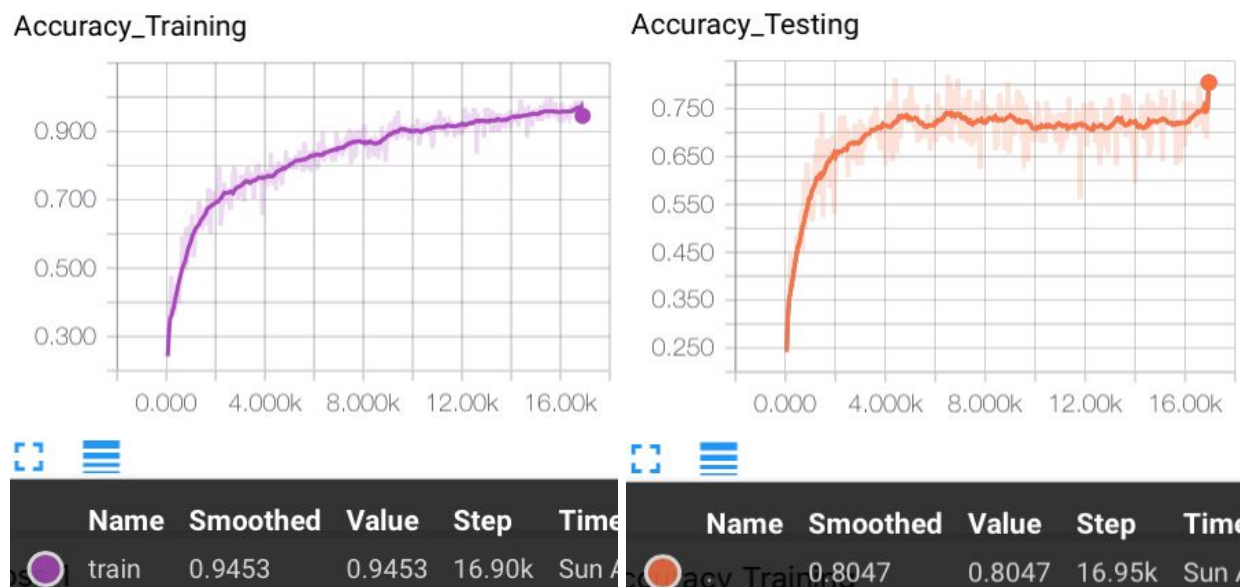 Accuracy_Training
0.900
0.700
0.500
0.300
0.000 4.000k 8.000k 12.00k 16.00k
Name Smoothed Value Step Time
train 0.9453 0.9453 16.90k Sun
Accuracy_Testing
0.750
0.650
0.550
0.450
0.350
0.250
0.000 4.000k 8.000k 12.00k 16.00k
Name Smoothed Value Step Time
. 0.8047 0.8047 16.95k Sun